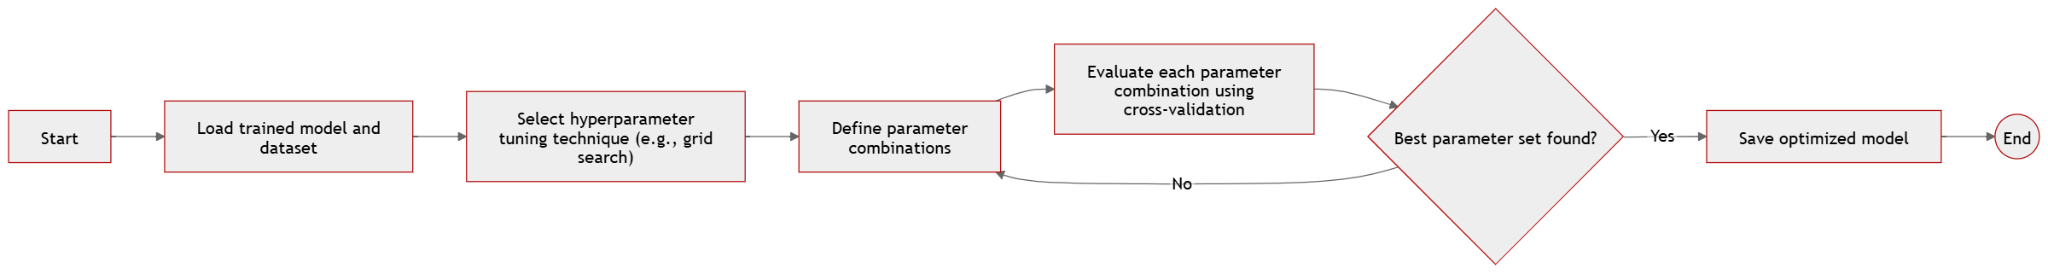 Start
Load trained model and
dataset
Select hyperparameter
tuning technique (e.g., grid
search)
Define parameter
combinations
Evaluate each parameter
combination using
cross-validation
Best parameter set found?
No
Yes
Save optimized model
End